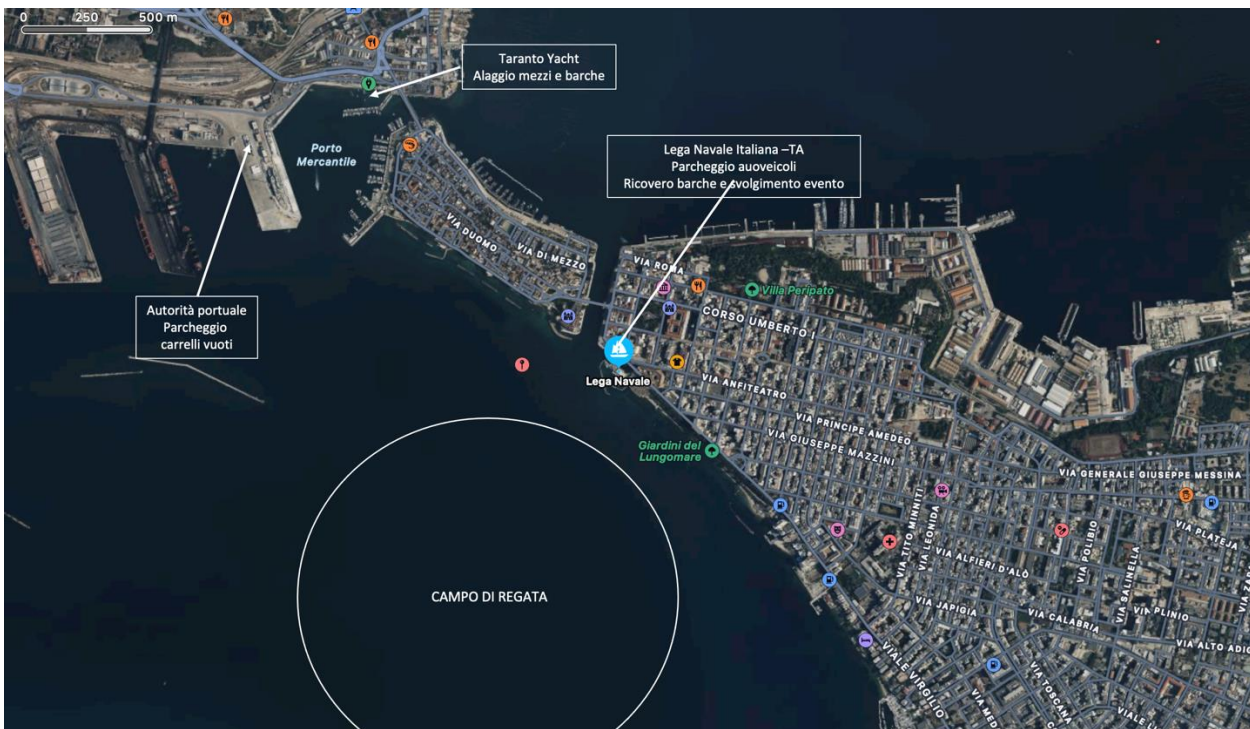 0 250 500 m
Taranto Yacht
Alaggio mezzi e barche
Porto
Mercantile
Lega Navale Italiana –TA
Parcheggio auoveicoli
Ricovero barche e svolgimento evento
VIA DUOMO
VIA DI MEZZO
VIA ROMA
Villa Peripato
CORSO UMBERTO I
Autorità portuale
Parcheggio
carrelli vuoti
Lega Navale
VIA ANFITEATRO
VIA PRINCIPE AMEDEO
VIA GIUSEPPE MAZZINI
Giardini del
Lungomare
VIA GENERALE GIUSEPPE MESSINA
VIA TITO MINNITI
VIA LEONIDA
VIA POLIBIO
VIA SALINELLA
VIA PLATEJA
VIA ALFIERI D'ALÒ
CAMPO DI REGATA
VIA JAPIGIA
VIA CALABRIA
VIA PLINIO
VIA ALTO ADIG
VIALE VIRGILIO
VIA TOSCANA
VIA MED
VIALE LI